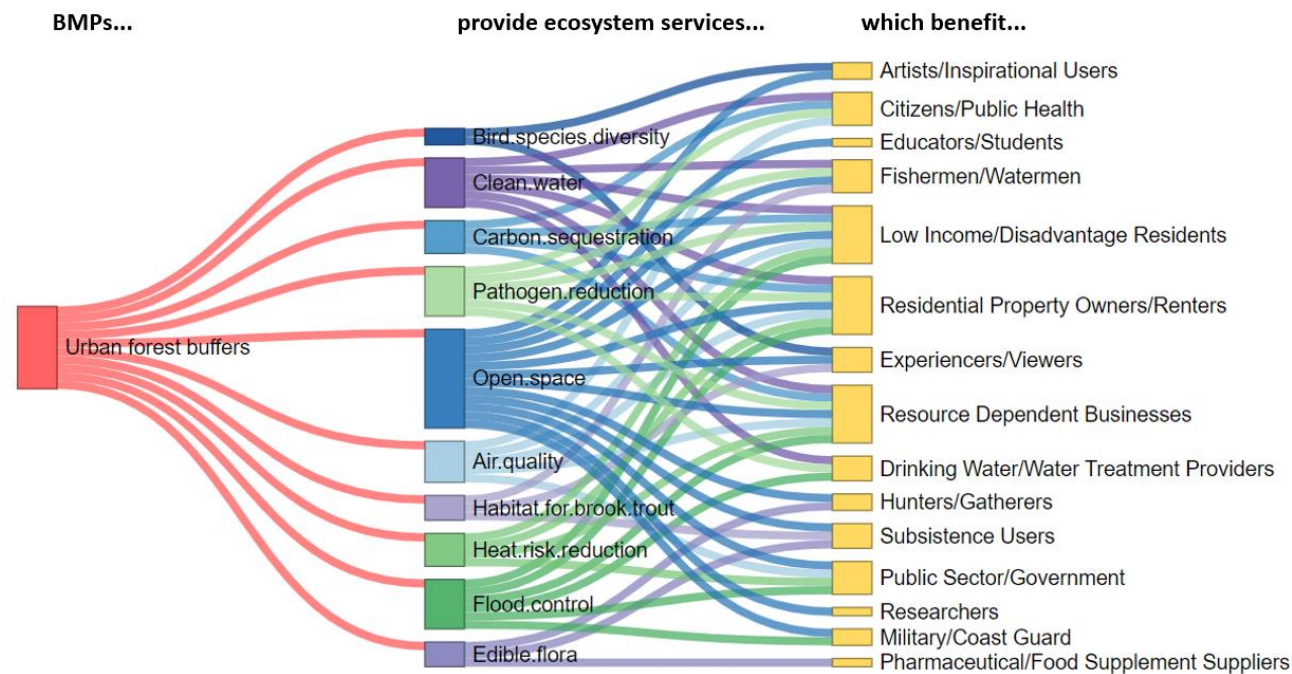 BMPs...
provide ecosystem services...
which benefit...
Urban forest buffers
Bird.species.diversity
Clean.water
Carbon.sequestration
Pathogen.reduction
Open.space
Air.quality
Habitat.for.brook.trout
Heat.risk.reduction
Flood.control
Edible.flora
Artists/Inspirational Users
Citizens/Public Health
Educators/Students
Fishermen/Watermen
Low Income/Disadvantage Residents
Residential Property Owners/Renters
Experiencers/Viewers
Resource Dependent Businesses
Drinking Water/Water Treatment Providers
Hunters/Gatherers
Subsistence Users
Public Sector/Government
Researchers
Military/Coast Guard
Pharmaceutical/Food Supplement Suppliers